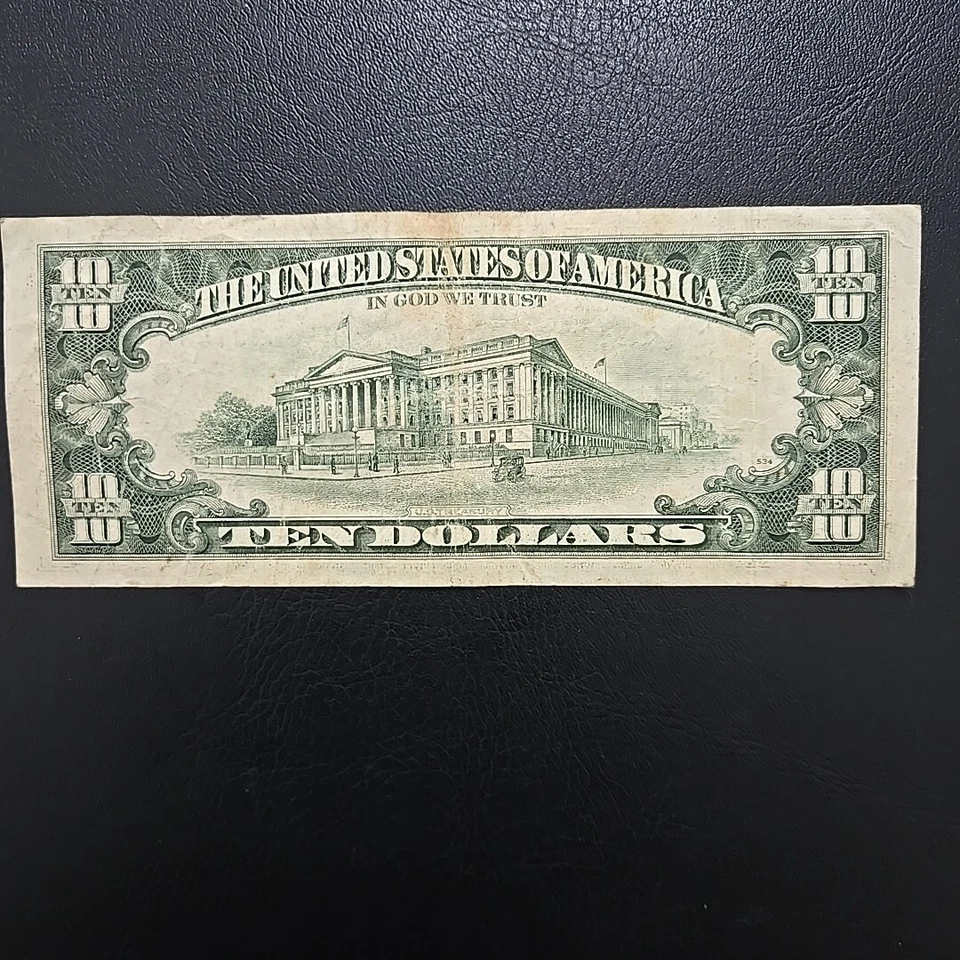 10 TEN 10
THE UNITED STATES OF AMERICA
10 TEN 10
IN GOD WE TRUST
534
10 TEN 10
U.S. TREASURY
10 TEN 10
TEN DOLLARS